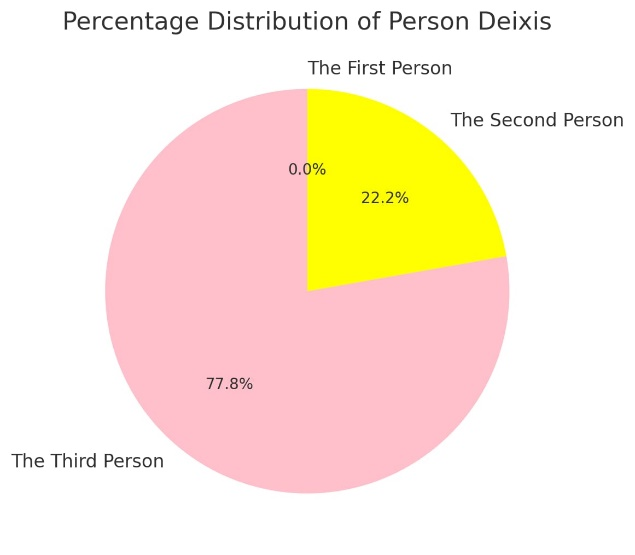 Percentage Distribution of Person Deixis
The First Person
The Second Person
0.0%
22.2%
77.8%
The Third Person